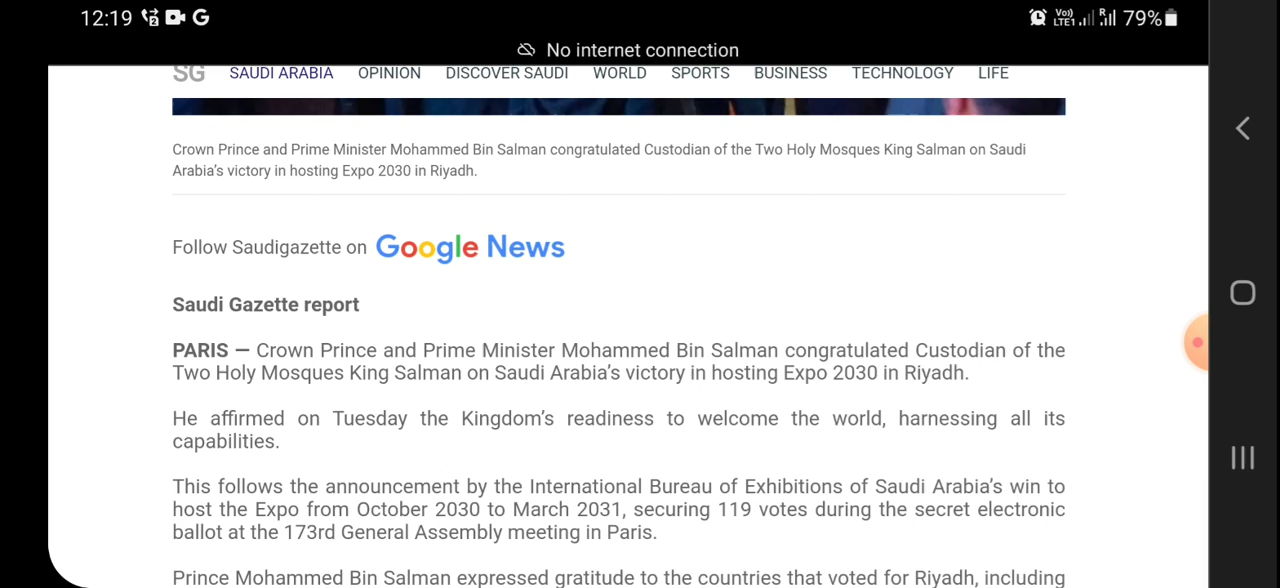 12:19
Vo)) LTE1 R 79%
No internet connection
SG SAUDI ARABIA OPINION DISCOVER SAUDI WORLD SPORTS BUSINESS TECHNOLOGY LIFE
Crown Prince and Prime Minister Mohammed Bin Salman congratulated Custodian of the Two Holy Mosques King Salman on Saudi
Arabia’s victory in hosting Expo 2030 in Riyadh.
Follow Saudigazette on Google News
Saudi Gazette report
PARIS — Crown Prince and Prime Minister Mohammed Bin Salman congratulated Custodian of the
Two Holy Mosques King Salman on Saudi Arabia’s victory in hosting Expo 2030 in Riyadh.
He affirmed on Tuesday the Kingdom’s readiness to welcome the world, harnessing all its
capabilities.
This follows the announcement by the International Bureau of Exhibitions of Saudi Arabia’s win to
host the Expo from October 2030 to March 2031, securing 119 votes during the secret electronic
ballot at the 173rd General Assembly meeting in Paris.
Prince Mohammed Bin Salman expressed gratitude to the countries that voted for Riyadh, including